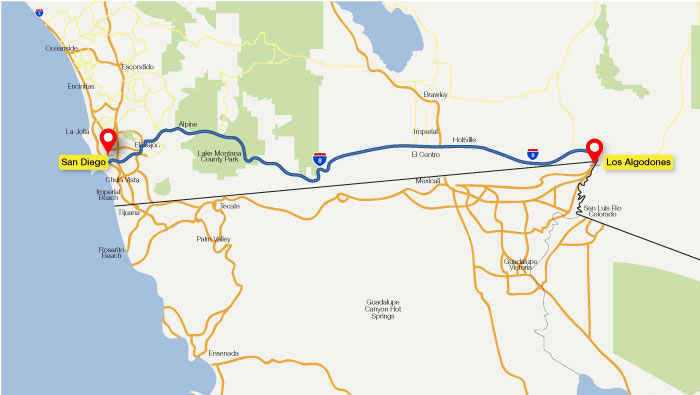 5
Oceanside
Escondido
Encinitas
La Jolla
Alpine
El Cajon
San Diego
Lake Montana
County Park
8
Brawley
Imperial
Holtville
El Centro
8
Los Algodones
Chula Vista
Imperial
Beach
Tijuana
Tecate
Mexicali
San Luis Rio
Colorado
Palm Valley
Rosarito
Beach
Guadalupe
Victoria
Guadalupe
Canyon Hot
Springs
Ensenada